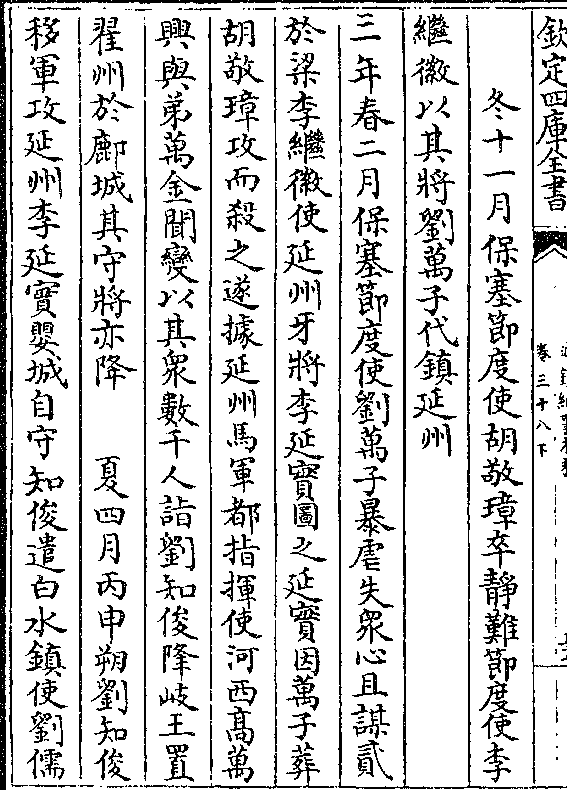 欽定四庫全書
卷三十八下
冬十一月保塞節度使胡敬璋卒靜難節度使李
繼徽以其將劉萬子代鎮延州
三年春二月保塞節度使劉萬子暴虐失衆心且謀貳
於梁李繼徽使延州牙將李延實圖之延實因萬子葬
胡敬璋攻而殺之遂據延州馬軍都指揮使河西高萬
興與弟萬金聞變以其衆數千人詣劉知俊降岐王置
翟州於鄜城其守將亦降　夏四月丙申朔劉知俊
移軍攻延州李延實嬰城自守知俊遣白水鎮使劉儒